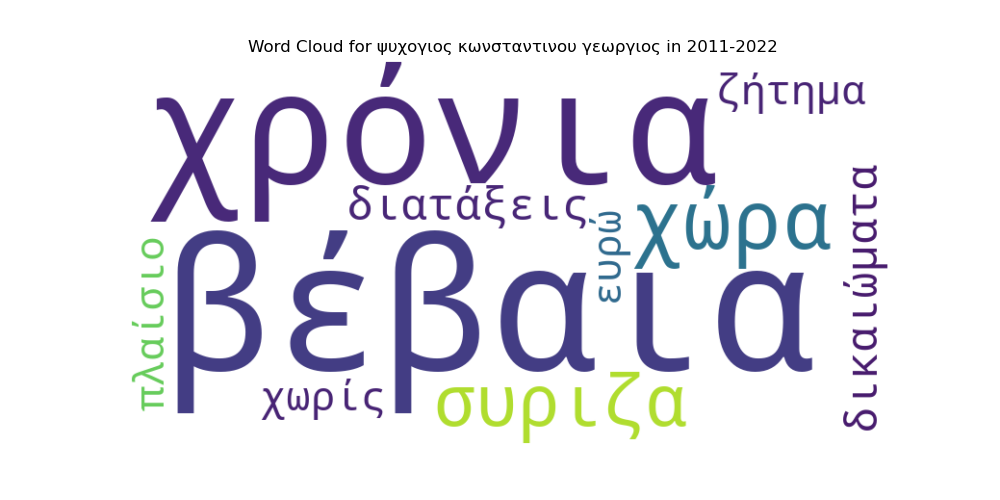 Word Cloud for ψυχογιος κωνσταντινου γεωργιος in 2011-2022
χρόνια
ζήτημα
διατάξεις
χώρα
ευρώ
δικαιώματα
πλαίσιο
βέβαια
χωρίς
συριζα